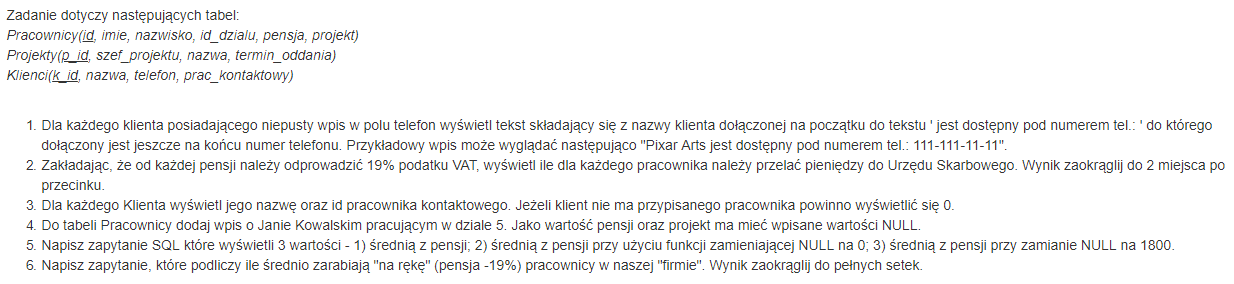 Zadanie dotyczy następujących tabel:
Pracownicy(id, imie, nazwisko, id_dzialu, pensja, projekt)
Projekty(p_id, szef_projektu, nazwa, termin_oddania)
Klienci(k_id, nazwa, telefon, prac_kontaktowy)
1. Dla każdego klienta posiadającego niepusty wpis w polu telefon wyświetl tekst składający się z nazwy klienta dołączonej na początku do tekstu ' jest dostępny pod numerem tel.: ' do którego
dołączony jest jeszcze na końcu numer telefonu. Przykładowy wpis może wyglądać następująco "Pixar Arts jest dostępny pod numerem tel.: 111-111-11-11".
2. Zakładając, że od każdej pensji należy odprowadzić 19% podatku VAT, wyświetl ile dla każdego pracownika należy przelać pieniędzy do Urzędu Skarbowego. Wynik zaokrąglij do 2 miejsca po
przecinku.
3. Dla każdego Klienta wyświetl jego nazwę oraz id pracownika kontaktowego. Jeżeli klient nie ma przypisanego pracownika powinno wyświetlić się 0.
4. Do tabeli Pracownicy dodaj wpis o Janie Kowalskim pracującym w dziale 5. Jako wartość pensji oraz projekt ma mieć wpisane wartości NULL.
5. Napisz zapytanie SQL które wyświetli 3 wartości - 1) średnią z pensji; 2) średnią z pensji przy użyciu funkcji zamieniającej NULL na 0; 3) średnią z pensji przy zamianie NULL na 1800.
6. Napisz zapytanie, które podliczy ile średnio zarabiają "na rękę" (pensja -19%) pracownicy w naszej "firmie". Wynik zaokrąglij do pełnych setek.